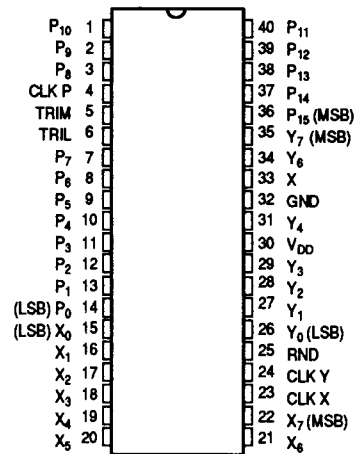 P10 1
P9 2
P8 3
CLK P 4
TRIM 5
TRIL 6
P7 7
P6 8
P5 9
P4 10
P3 11
P2 12
P1 13
(LSB) P0 14
(LSB) X0 15
X1 16
X2 17
X3 18
X4 19
X5 20
40 P11
39 P12
38 P13
37 P14
36 P15 (MSB)
35 Y7 (MSB)
34 Y6
33 X
32 GND
31 Y4
30 VDD
29 Y3
28 Y2
27 Y1
26 Y0 (LSB)
25 RND
24 CLK Y
23 CLK X
22 X7 (MSB)
21 X6